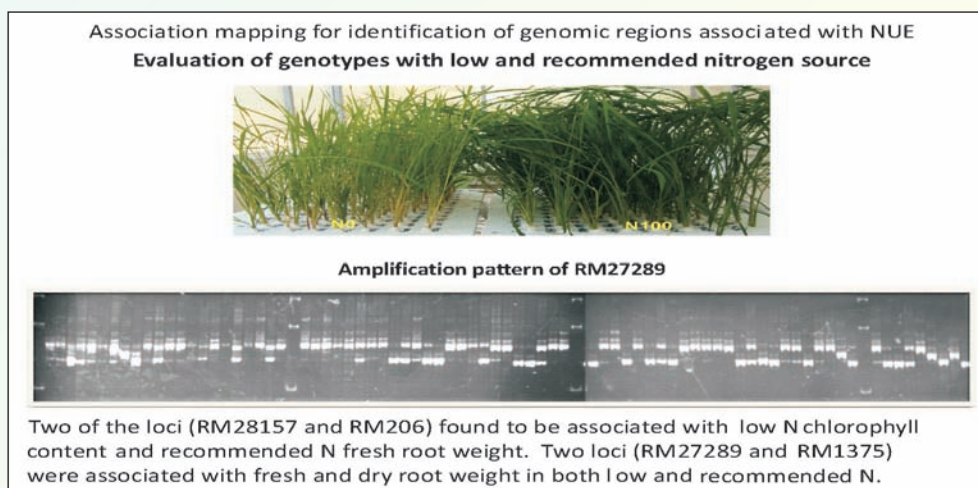 Association mapping for identification of genomic regions associated with NUE
Evaluation of genotypes with low and recommended nitrogen source
N0
N100
Amplification pattern of RM27289
Two of the loci (RM28157 and RM206) found to be associated with low N chlorophyll
content and recommended N fresh root weight. Two loci (RM27289 and RM1375)
were associated with fresh and dry root weight in both low and recommended N.